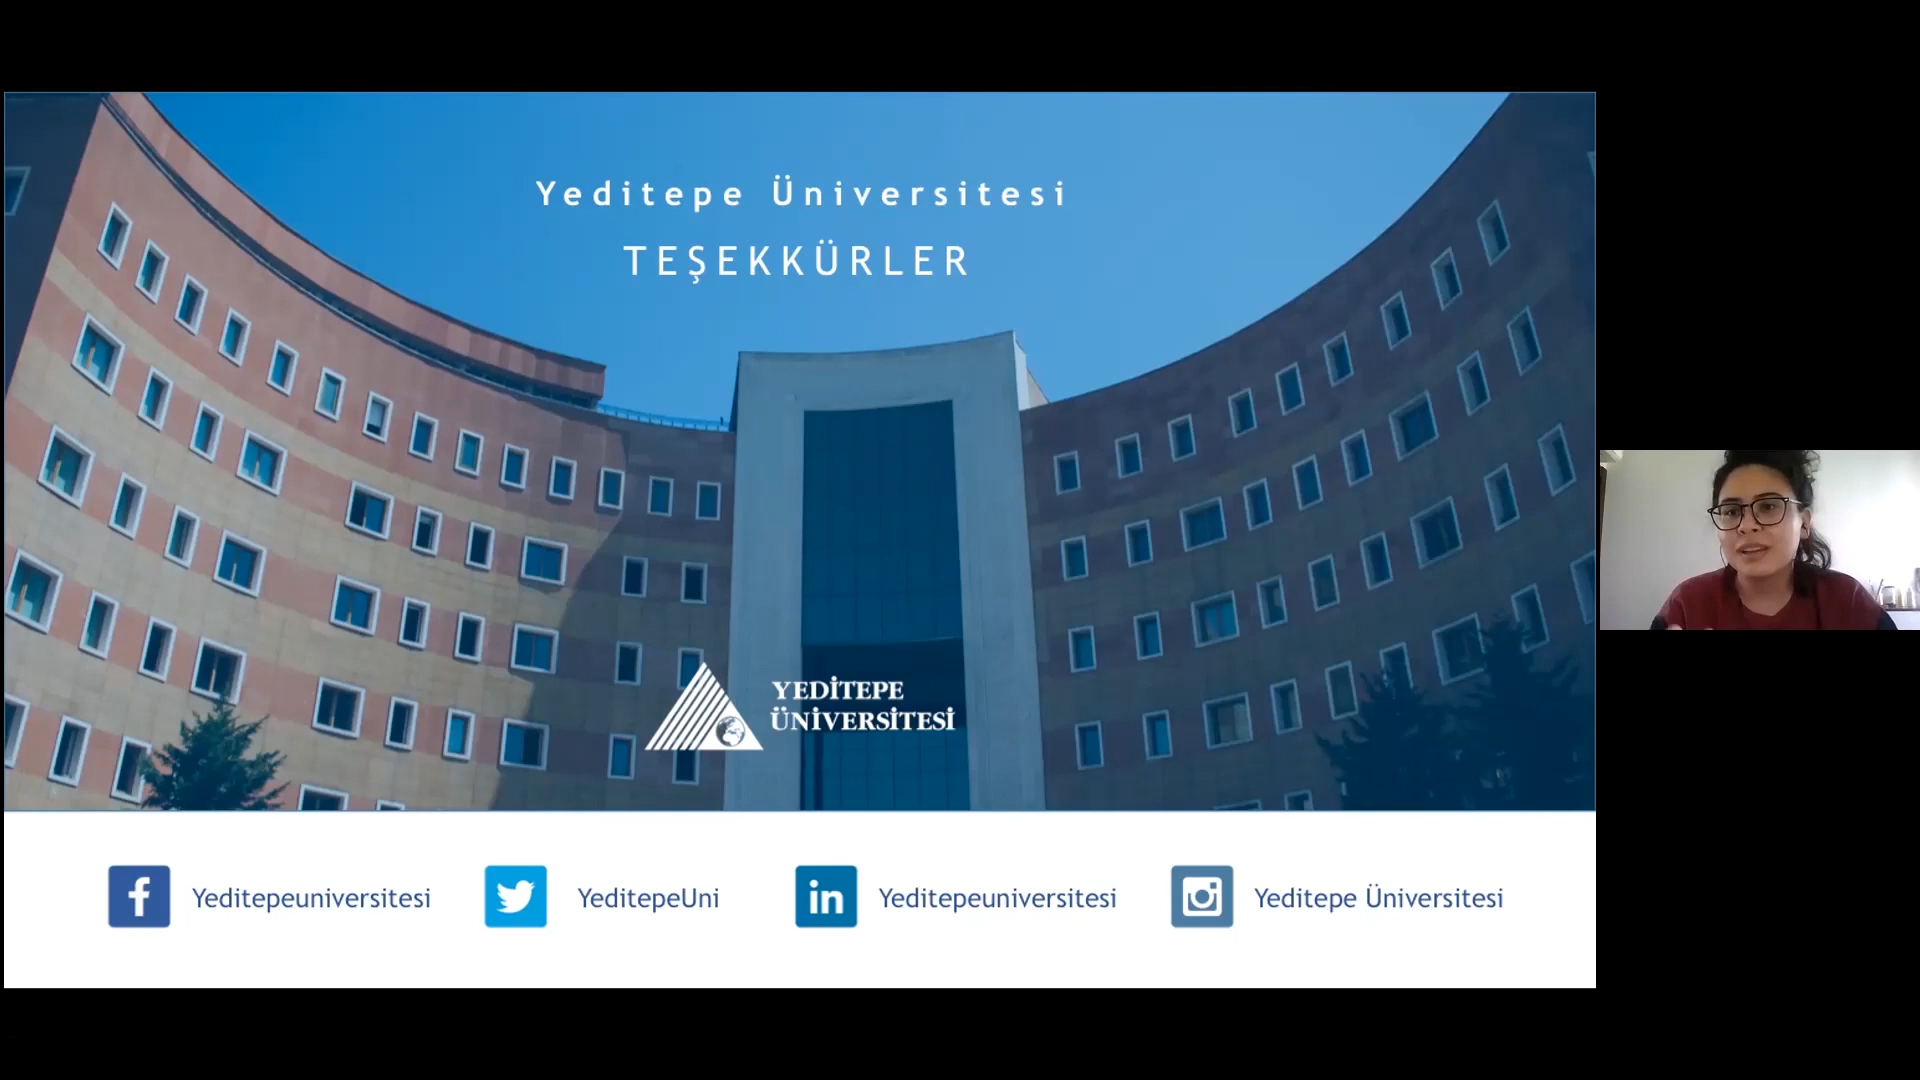 Yeditepe Üniversitesi
TEŞEKKÜRLER
YEDİTEPE
ÜNİVERSİTESİ
Yeditepeuniversitesi
YeditepeUni
Yeditepeuniversitesi
Yeditepe Üniversitesi